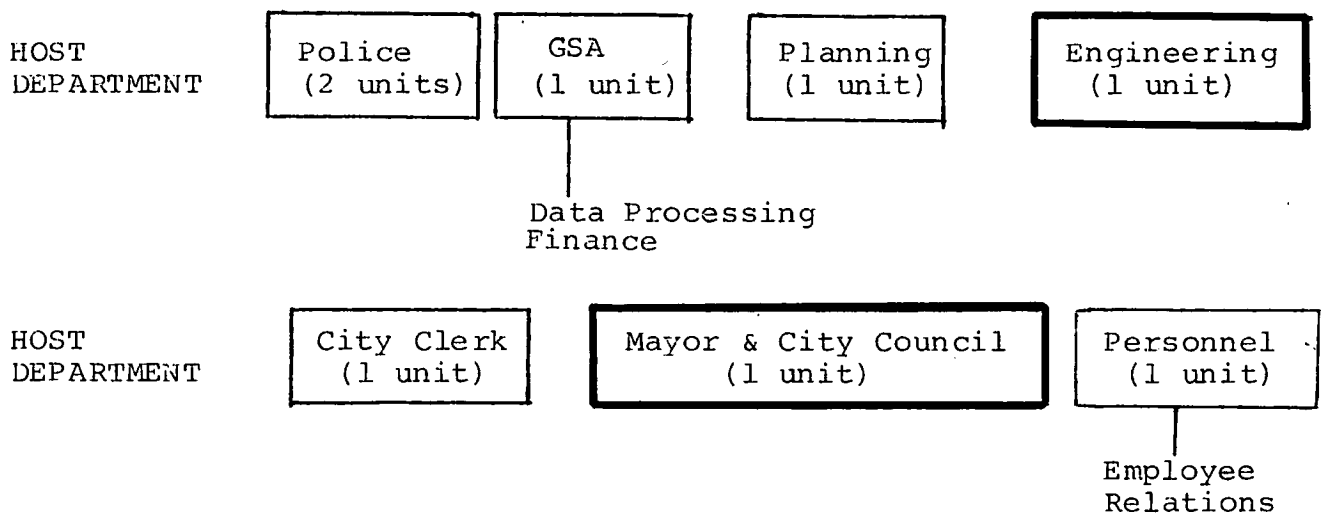 HOST
DEPARTMENT
Police
(2 units)
GSA
(1 unit)
Planning
(1 unit)
Engineering
(1 unit)
Data Processing
Finance
HOST
DEPARTMENT
City Clerk
(1 unit)
Mayor & City Council
(1 unit)
Personnel
(1 unit)
Employee
Relations